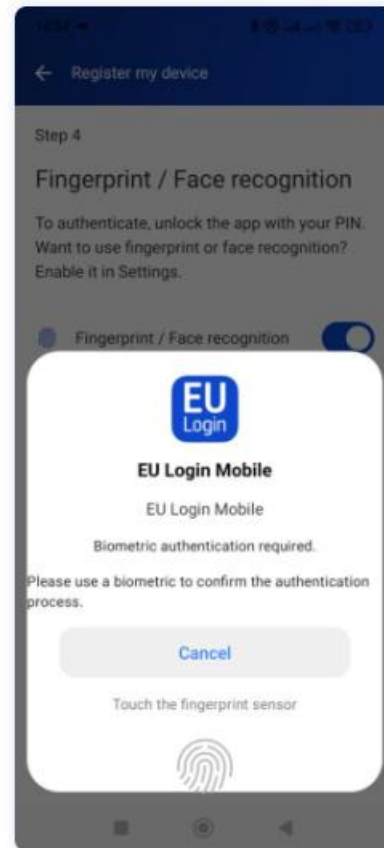 Register my device
Step 4
Fingerprint / Face recognition
To authenticate, unlock the app with your PIN.
Want to use fingerprint or face recognition?
Enable it in Settings.
Fingerprint / Face recognition
EU
Login
EU Login Mobile
EU Login Mobile
Biometric authentication required.
Please use a biometric to confirm the authentication
process.
Cancel
Touch the fingerprint sensor